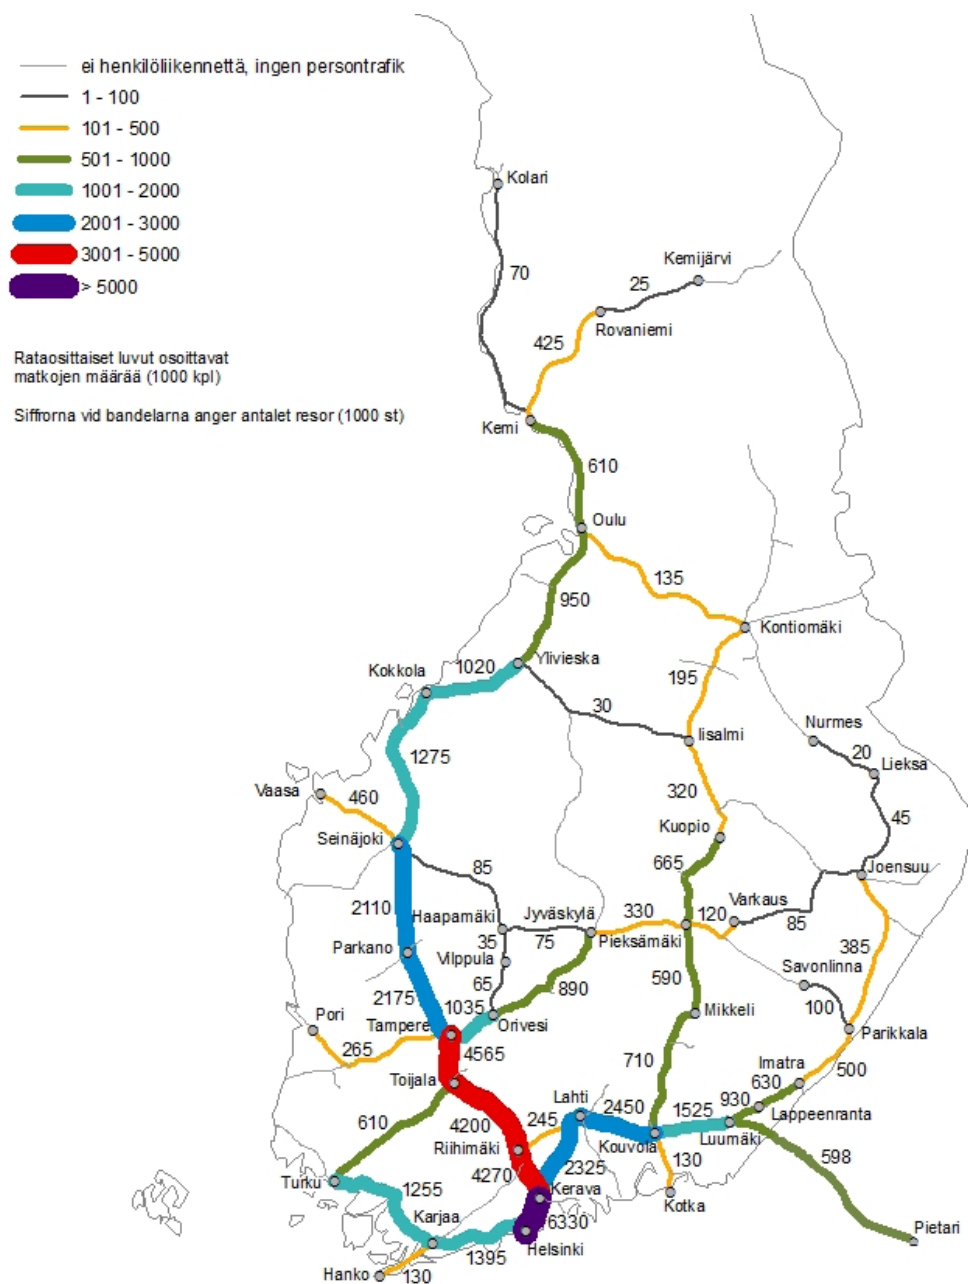 ei henkilöliikennettä, ingen persontrafik
1 - 100
101 - 500
501 - 1000
1001 - 2000
2001 - 3000
3001 - 5000
> 5000
Rataosittaiset luvut osoittavat
matkojen määrää (1000 kpl)
Siffrorna vid bandelarna anger antalet resor (1000 st)
Kolari
70
Kemijärvi
25
Rovaniemi
425
Kemi
610
Oulu
135
950
Kontiomäki
Ylivieska
1020
Kokkola
195
30
Iisalmi
Nurmes
20
Lieksa
1275
Vaasa
460
320
45
Seinäjoki
Kuopio
665
85
Joensuu
2110
Haapamäki
Jyväskylä
330
120
Varkaus
85
35
75
Pieksämäki
Parkano
Vilppula
385
65
890
590
Savonlinna
100
2175
1035
Orivesi
Mikkeli
Pori
Tampere
265
4565
Parikkala
710
Imatra
500
Toijala
630
Lahti
930
Lappeenranta
610
4200
245
2450
1525
Luumäki
Riihimäki
Kouvola
2325
130
598
4270
Turku
1255
Kerava
Kotka
Karjaa
6330
Pietari
1395
Helsinki
Hanko
130